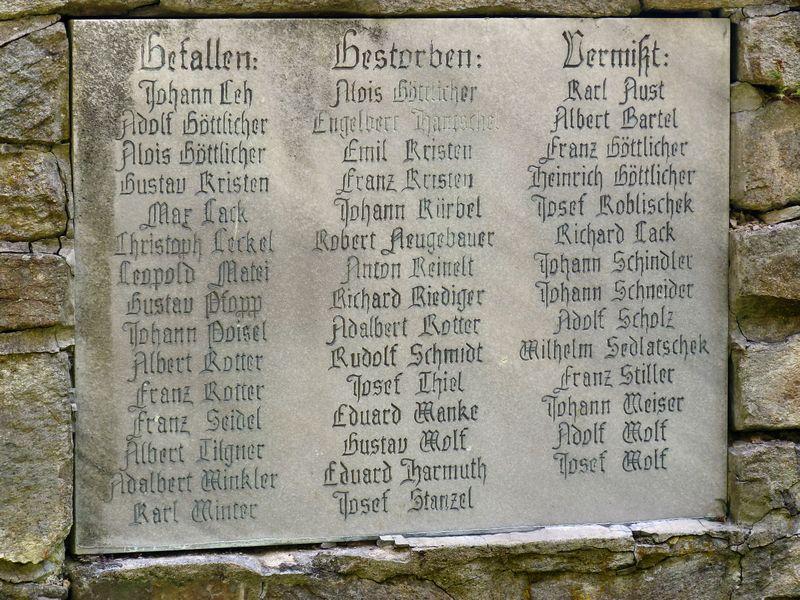 Gefallen:
Johann Leh
Adolf Göttlicher
Alois Göttlicher
Gustav Kristen
Max Lack
Christoph Leckel
Leopold Matei
Gustav Pfopp
Johann Poisel
Albert Rotter
Franz Rotter
Franz Seidel
Albert Tilgner
Adalbert Winkler
Karl Winter
Gestorben:
Alois Göttlicher
Engelbert Hantschel
Emil Kristen
Franz Kristen
Johann Kürbel
Robert Neugebauer
Anton Reinelt
Richard Riediger
Adalbert Rotter
Rudolf Schmidt
Josef Thiel
Eduard Wanke
Gustav Wolf
Eduard Harmuth
Josef Stanzel
Vermißt:
Karl Aust
Albert Bartel
Franz Göttlicher
Heinrich Göttlicher
Josef Koblischek
Richard Lack
Johann Schindler
Johann Schneider
Adolf Scholz
Wilhelm Sedlatschek
Franz Stiller
Johann Weiser
Adolf Wolf
Josef Wolf